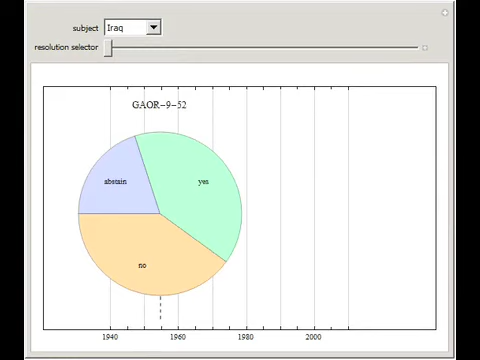 subject Iraq
resolution selector
GAOR-9-52
abstain
yes
no
1940 1960 1980 2000